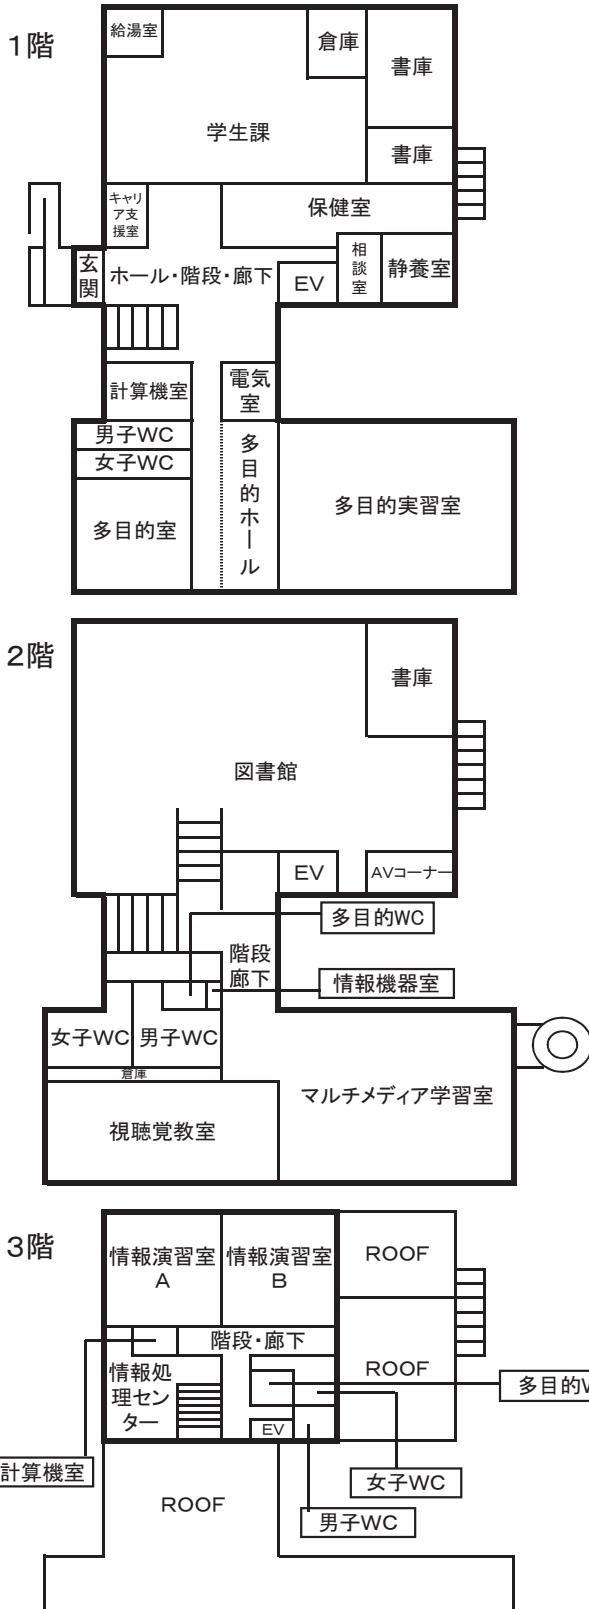 1階
給湯室
倉庫
書庫
学生課
書庫
キャリ
ア支
援室
保健室
玄
関
ホール・階段・廊下
EV
相
談
室
静養室
計算機室
電気
室
男子WC
女子WC
多目的室
多
目
的
ホ
ー
ル
多目的実習室
2階
書庫
図書館
EV
AVコーナー
多目的WC
階段
廊下
情報機器室
女子WC
男子WC
倉庫
マルチメディア学習室
視聴覚教室
3階
情報演習室
A
情報演習室
B
ROOF
階段・廊下
ROOF
情報処
理セン
ター
多目的W
EV
計算機室
女子WC
ROOF
男子WC